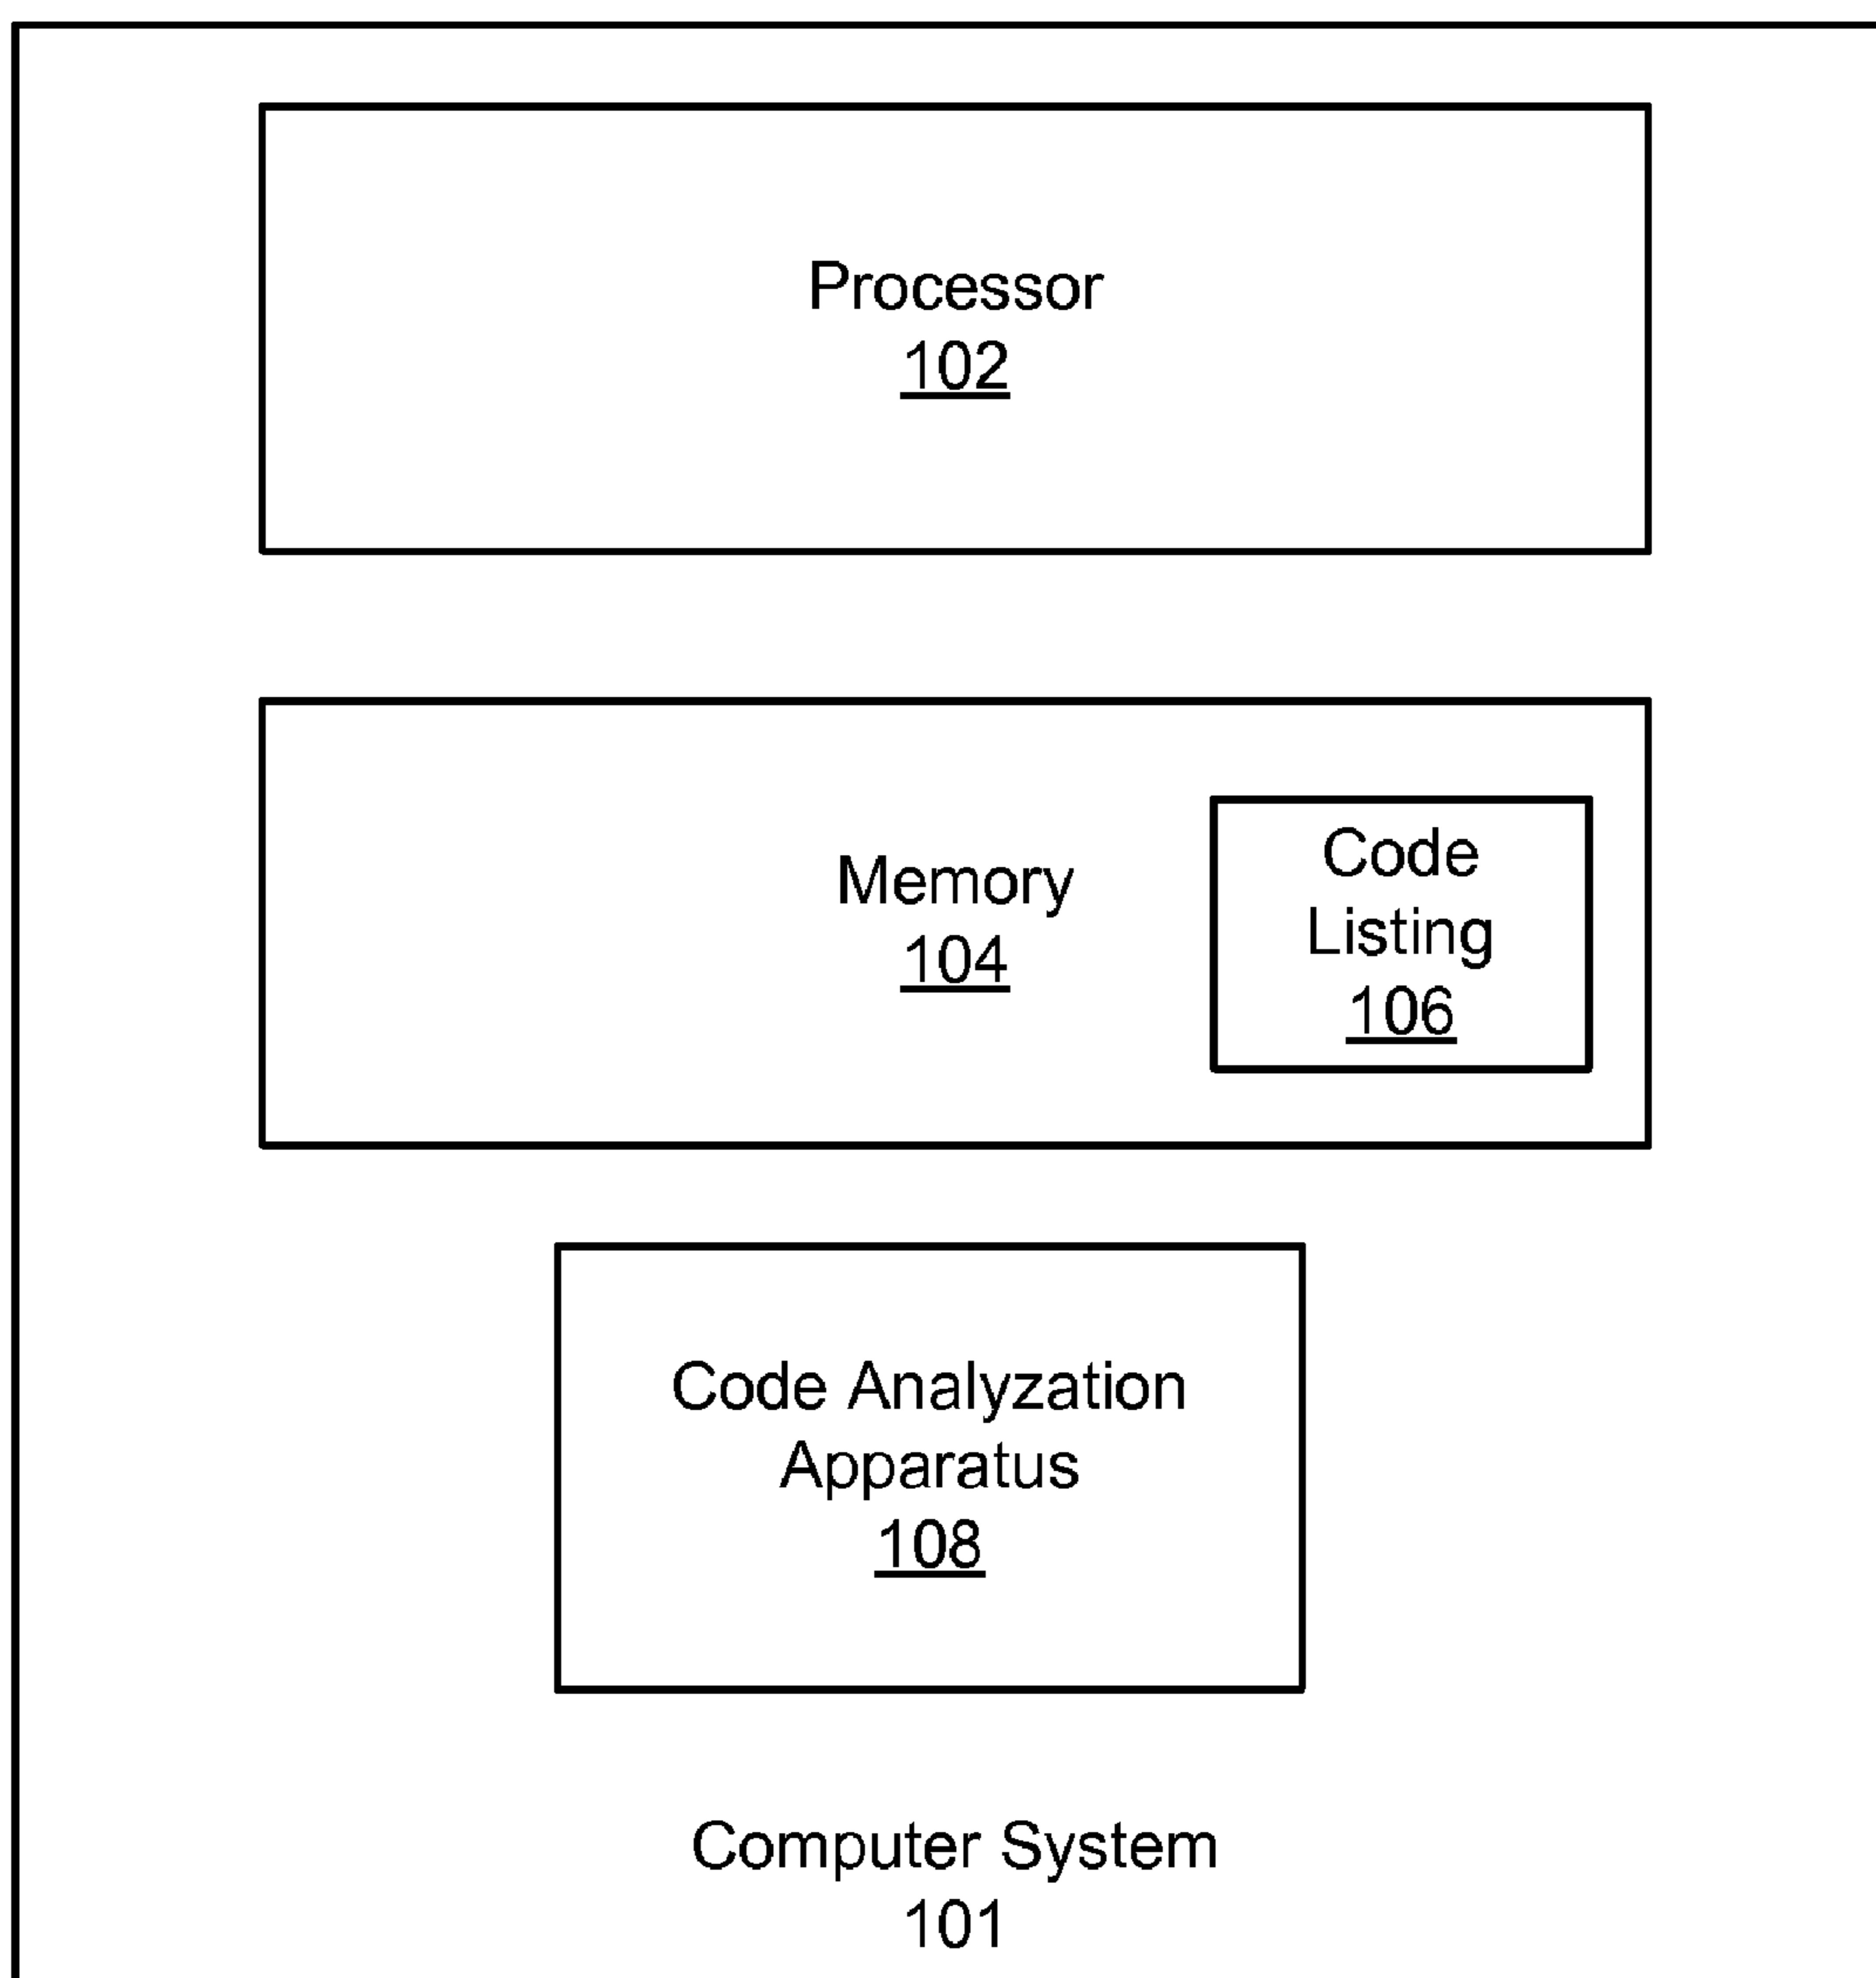 Processor
102
Memory
104
Code
Listing
106
Code Analyzation
Apparatus
108
Computer System
101